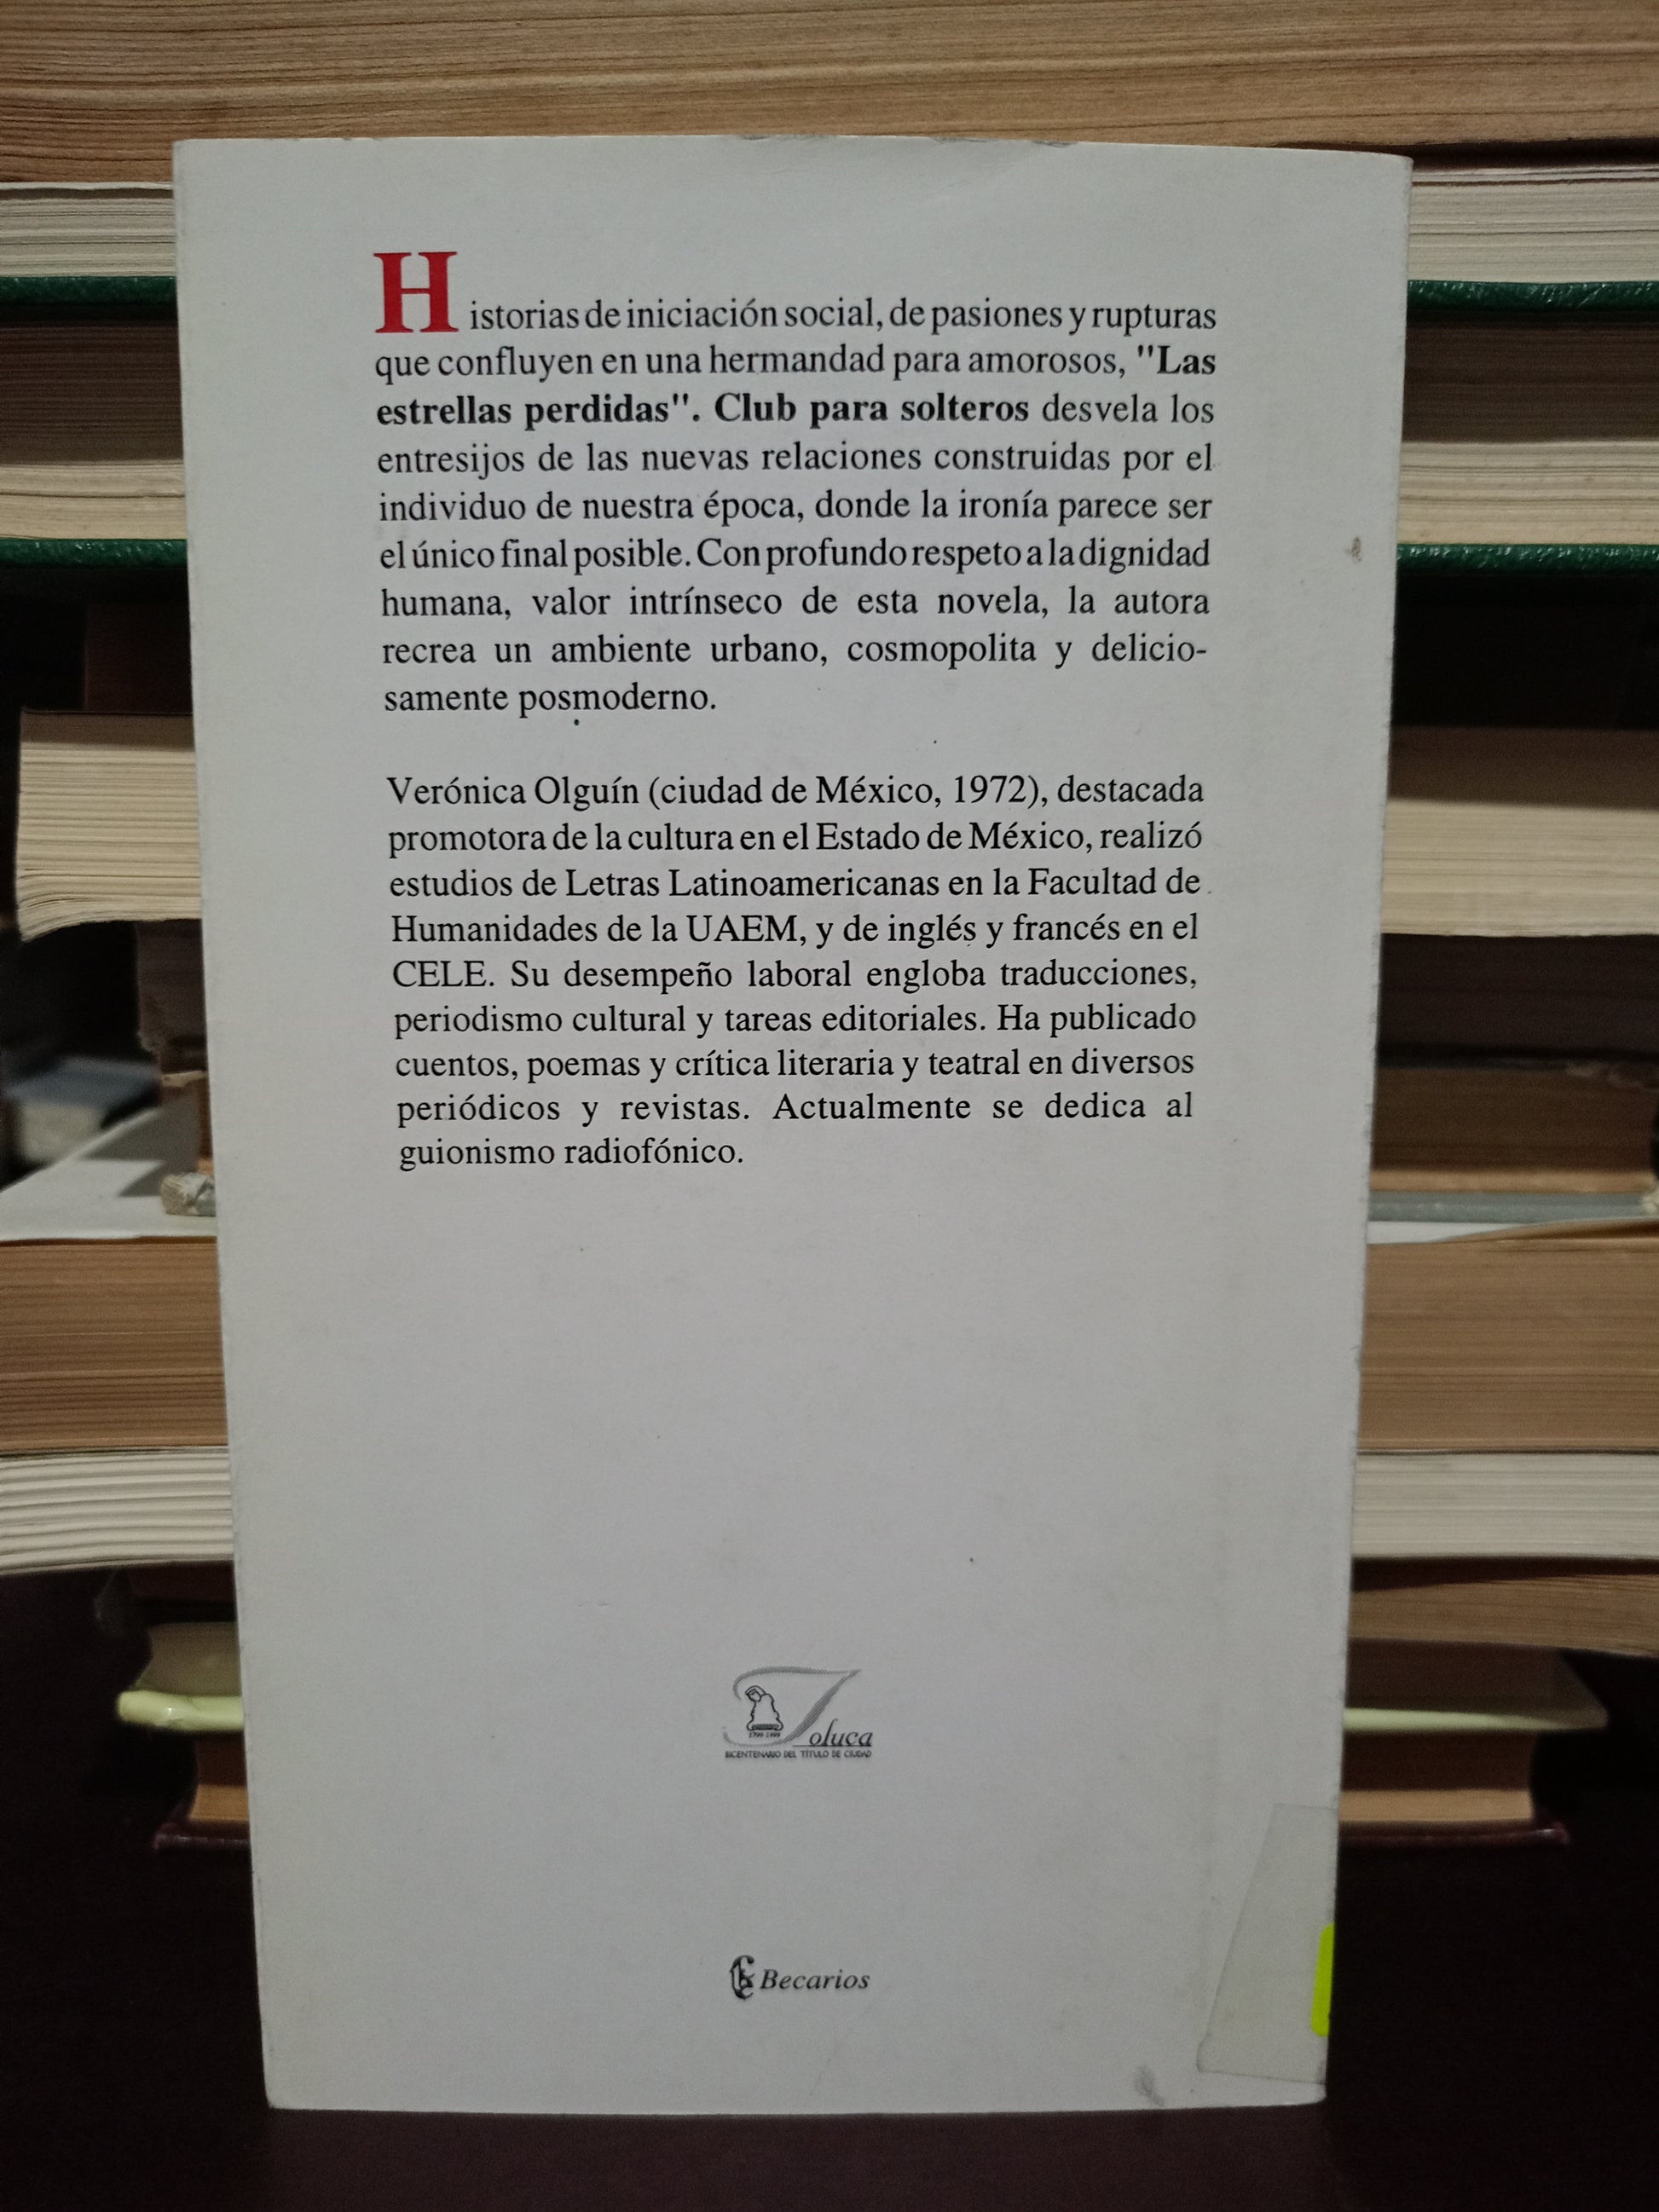 Historias de iniciación social, de pasiones y rupturas
que confluyen en una hermandad para amorosos, "Las
estrellas perdidas". Club para solteros desvela los
entresijos de las nuevas relaciones construidas por el
individuo de nuestra época, donde la ironía parece ser
el único final posible. Con profundo respeto a la dignidad
humana, valor intrínseco de esta novela, la autora
recrea un ambiente urbano, cosmopolita y delicio-
samente posmoderno.
Verónica Olguín (ciudad de México, 1972), destacada
promotora de la cultura en el Estado de México, realizó
estudios de Letras Latinoamericanas en la Facultad de
Humanidades de la UAEM, y de inglés y francés en el
CELE. Su desempeño laboral engloba traducciones,
periodismo cultural y tareas editoriales. Ha publicado
cuentos, poemas y crítica literaria y teatral en diversos
periódicos y revistas. Actualmente se dedica al
guionismo radiofónico.
1799-1999
Toluca
BICENTENARIO DEL TÍTULO DE CIUDAD
Becarios